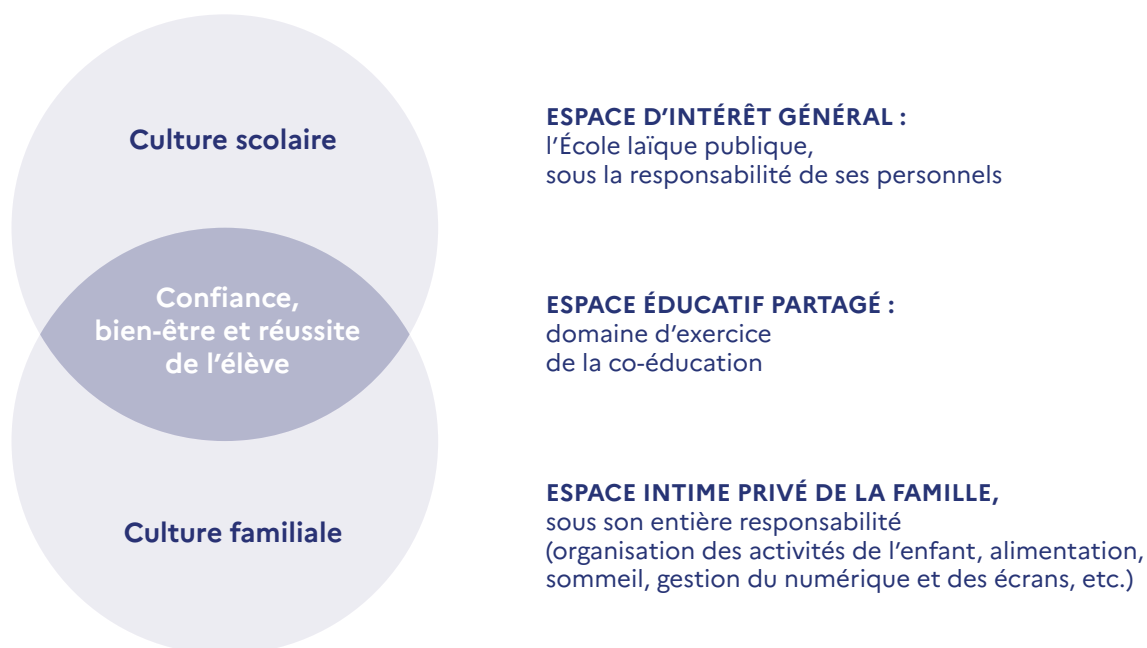 Culture scolaire
ESPACE D'INTÉRÊT GÉNÉRAL :
l'École laïque publique,
sous la responsabilité de ses personnels
Confiance,
bien-être et réussite
de l'élève
ESPACE ÉDUCATIF PARTAGÉ :
domaine d'exercice
de la co-éducation
Culture familiale
ESPACE INTIME PRIVÉ DE LA FAMILLE,
sous son entière responsabilité
(organisation des activités de l'enfant, alimentation,
sommeil, gestion du numérique et des écrans, etc.)